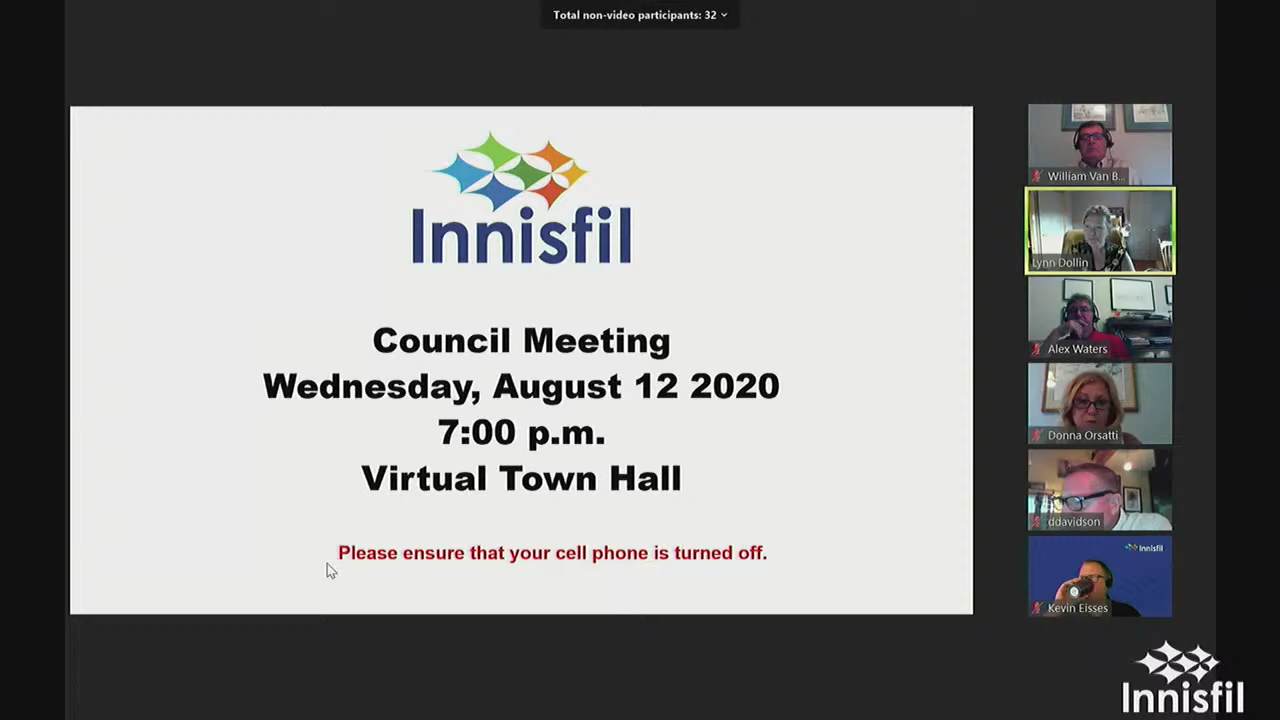 Total non-video participants: 32
Innisfil
Council Meeting
Wednesday, August 12 2020
7:00 p.m.
Virtual Town Hall
Please ensure that your cell phone is turned off.
William Van B...
Lynn Dollin
Alex Waters
Donna Orsatti
ddavidson
Innisfil
Kevin Eisses
Innisfil